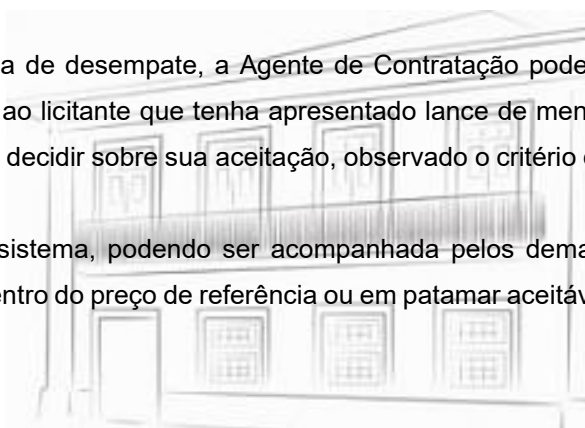 a de desempate, a Agente de Contratação pode
ao licitante que tenha apresentado lance de men
decidir sobre sua aceitação, observado o critério
sistema, podendo ser acompanhada pelos dema
entro do preço de referência ou em patamar aceitáv